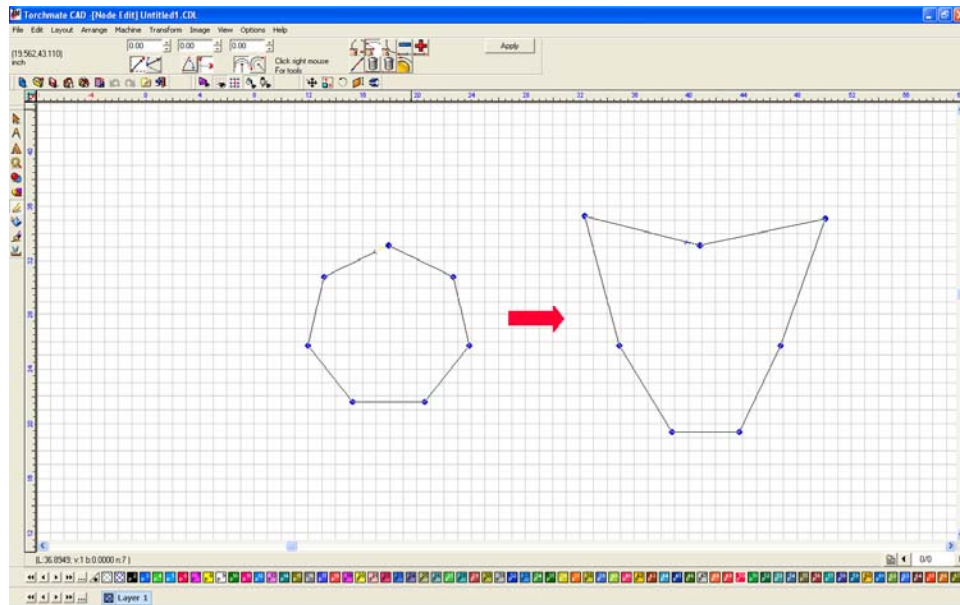 Torchmate CAD -[Node Edit] Untitled1.CDL
File Edit Layout Arrange Machine Transform Image View Options Help
(19.562,43.110)
inch
0.00 0.00 0.00
Click right mouse
For tools
Apply
[L:36.8949; v:1 b:0.0000 n:7 ]
0/0
Layer 1